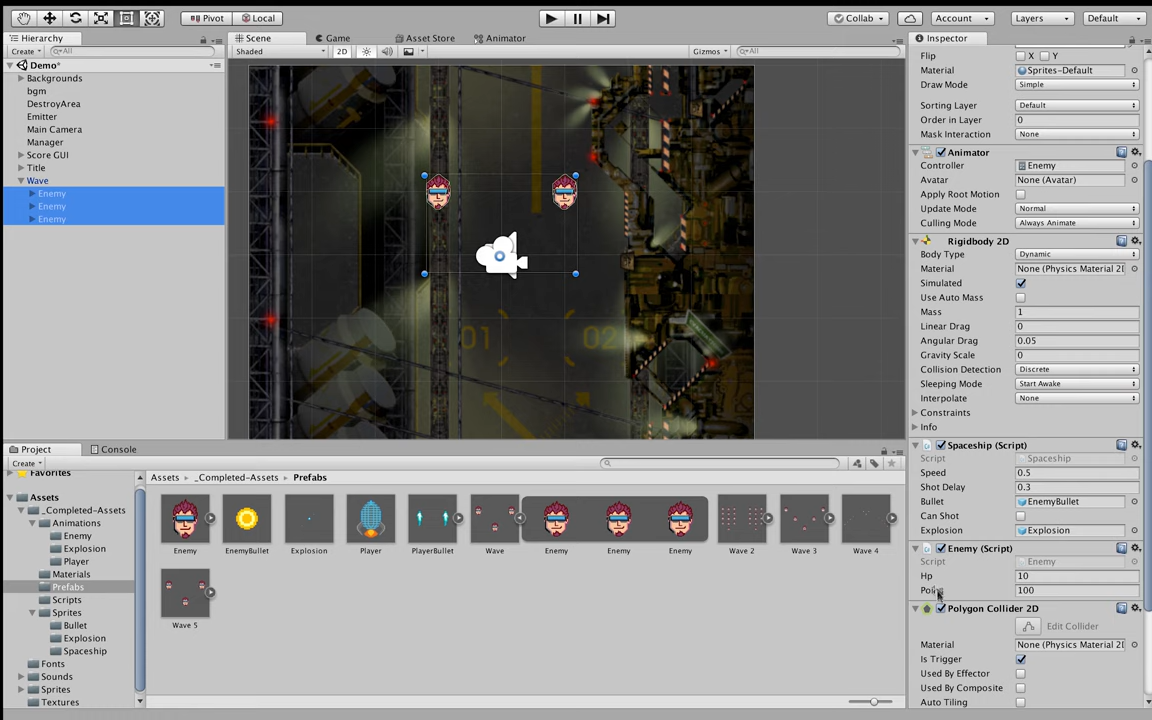 Pivot Local Collab Account Layers Default
Hierarchy
Create All
Demo*
Backgrounds
bgm
DestroyArea
Emitter
Main Camera
Manager
Score GUI
Title
Wave
Enemy
Enemy
Enemy
Scene Game Asset Store Animator
Shaded 2D Gizmos All
01 02
Project Console
Create
Favorites
Assets
_Completed-Assets
Animations
Enemy
Explosion
Player
Materials
Prefabs
Scripts
Sprites
Bullet
Explosion
Spaceship
Fonts
Sounds
Sprites
Textures
Assets _Completed-Assets Prefabs
Enemy EnemyBullet Explosion Player PlayerBullet Wave Enemy Enemy Enemy Wave 2 Wave 3 Wave 4
Wave 5
Inspector
Flip X Y
Material Sprites-Default
Draw Mode Simple
Sorting Layer Default
Order in Layer 0
Mask Interaction None
Animator
Controller Enemy
Avatar None (Avatar)
Apply Root Motion
Update Mode Normal
Culling Mode Always Animate
Rigidbody 2D
Body Type Dynamic
Material None (Physics Material 2[
Simulated
Use Auto Mass
Mass 1
Linear Drag 0
Angular Drag 0.05
Gravity Scale 0
Collision Detection Discrete
Sleeping Mode Start Awake
Interpolate None
Constraints
Info
Spaceship (Script)
Script Spaceship
Speed 0.5
Shot Delay 0.3
Bullet EnemyBullet
Can Shot
Explosion Explosion
Enemy (Script)
Script Enemy
Hp 10
100
Polygon Collider 2D
Edit Collider
Material None (Physics Material 2[
Is Trigger
Used By Effector
Used By Composite
Auto Tiling